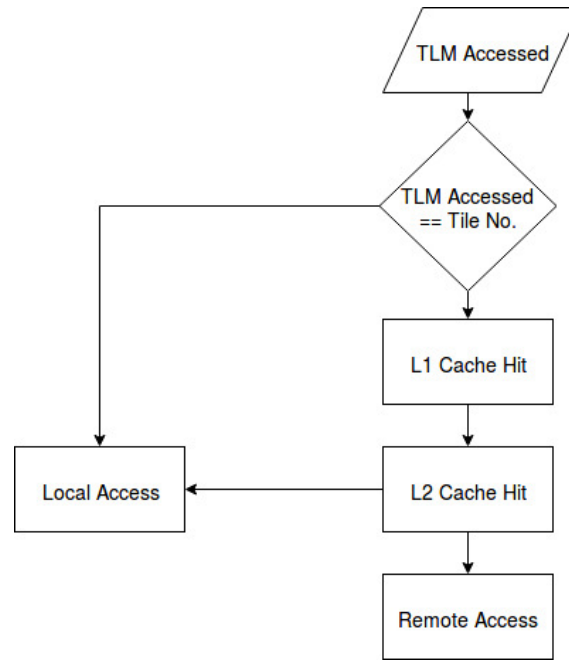 TLM Accessed
TLM Accessed
== Tile No.
L1 Cache Hit
Local Access
L2 Cache Hit
Remote Access